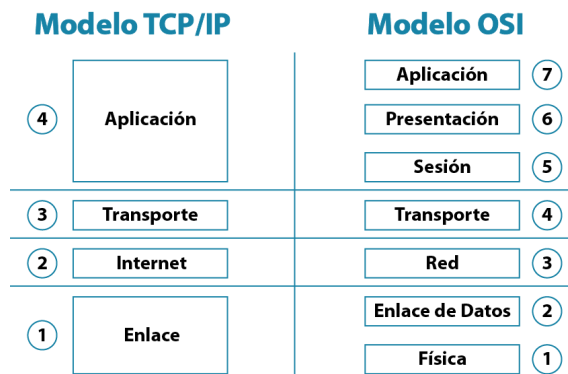 Modelo TCP/IP
Modelo OSI
4
Aplicación
Aplicación
7
Presentación
6
Sesión
5
3
Transporte
Transporte
4
2
Internet
Red
3
1
Enlace
Enlace de Datos
2
Física
1